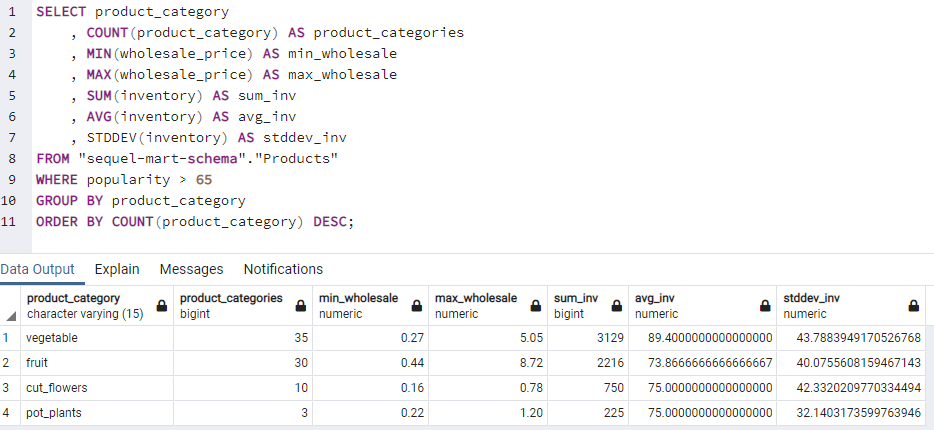 1 SELECT product_category
2 , COUNT(product_category) AS product_categories
3 , MIN(wholesale_price) AS min_wholesale
4 , MAX(wholesale_price) AS max_wholesale
5 , SUM(inventory) AS sum_inv
6 , AVG(inventory) AS avg_inv
7 , STDDEV(inventory) AS stddev_inv
8 FROM "sequel-mart-schema"."Products"
9 WHERE popularity > 65
10 GROUP BY product_category
11 ORDER BY COUNT(product_category) DESC;
Data Output Explain Messages Notifications
product_category product_categories min_wholesale max_wholesale sum_inv avg_inv stddev_inv
character varying (15) bigint numeric numeric bigint numeric numeric
1 vegetable 35 0.27 5.05 3129 89.4000000000000000 43.7883949170526768
2 fruit 30 0.44 8.72 2216 73.8666666666666667 40.0755608159467143
3 cut_flowers 10 0.16 0.78 750 75.0000000000000000 42.3320209770334494
4 pot_plants 3 0.22 1.20 225 75.0000000000000000 32.1403173599763946